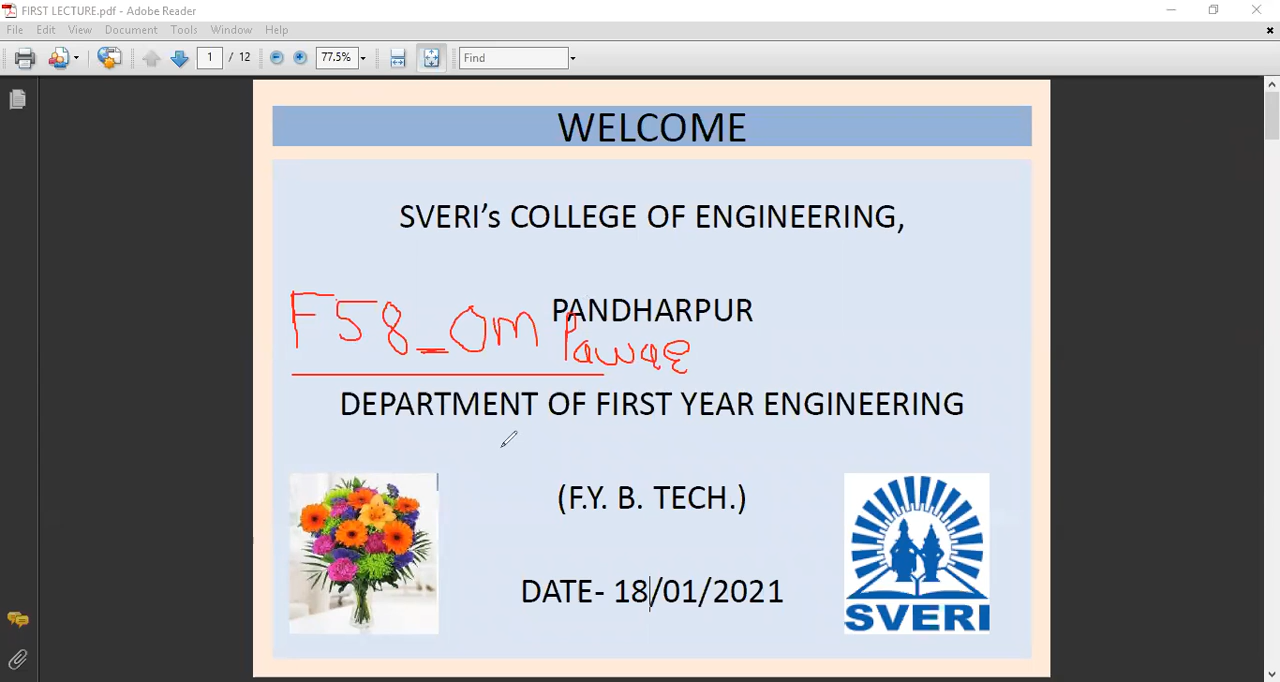 FIRST LECTURE.pdf - Adobe Reader
File Edit View Document Tools Window Help
1 / 12 77.5% Find
WELCOME
SVERI's COLLEGE OF ENGINEERING,
PANDHARPUR
F58_Om Pawar
DEPARTMENT OF FIRST YEAR ENGINEERING
(F.Y. B. TECH.)
DATE- 18/01/2021
SVERI